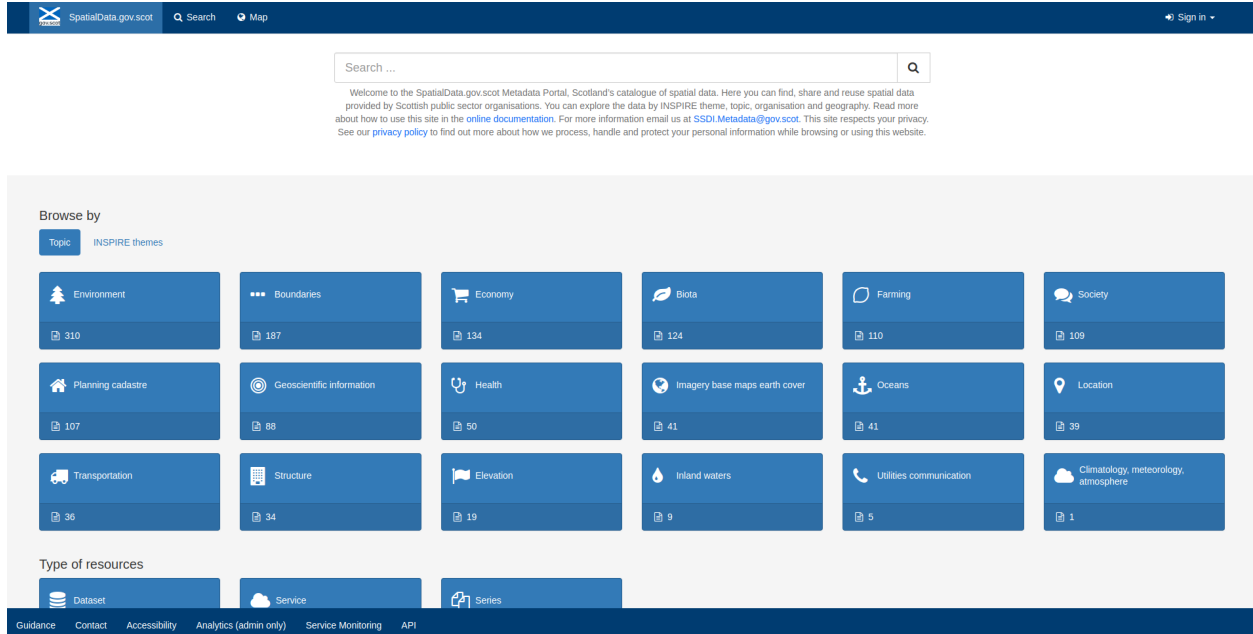 gov.scot
SpatialData.gov.scot Search Map Sign in
Search ...
Welcome to the SpatialData.gov.scot Metadata Portal, Scotland's catalogue of spatial data. Here you can find, share and reuse spatial data
provided by Scottish public sector organisations. You can explore the data by INSPIRE theme, topic, organisation and geography. Read more
about how to use this site in the online documentation. For more information email us at SSDI.Metadata@gov.scot. This site respects your privacy.
See our privacy policy to find out more about how we process, handle and protect your personal information while browsing or using this website.
Browse by
Topic INSPIRE themes
Environment Boundaries Economy Biota Farming Society
310 187 134 124 110 109
Planning cadastre Geoscientific information Health Imagery base maps earth cover Oceans Location
107 88 50 41 41 39
Transportation Structure Elevation Inland waters Utilities communication Climatology, meteorology,
atmosphere
36 34 19 9 5 1
Type of resources
Dataset Service Series
Guidance Contact Accessibility Analytics (admin only) Service Monitoring API